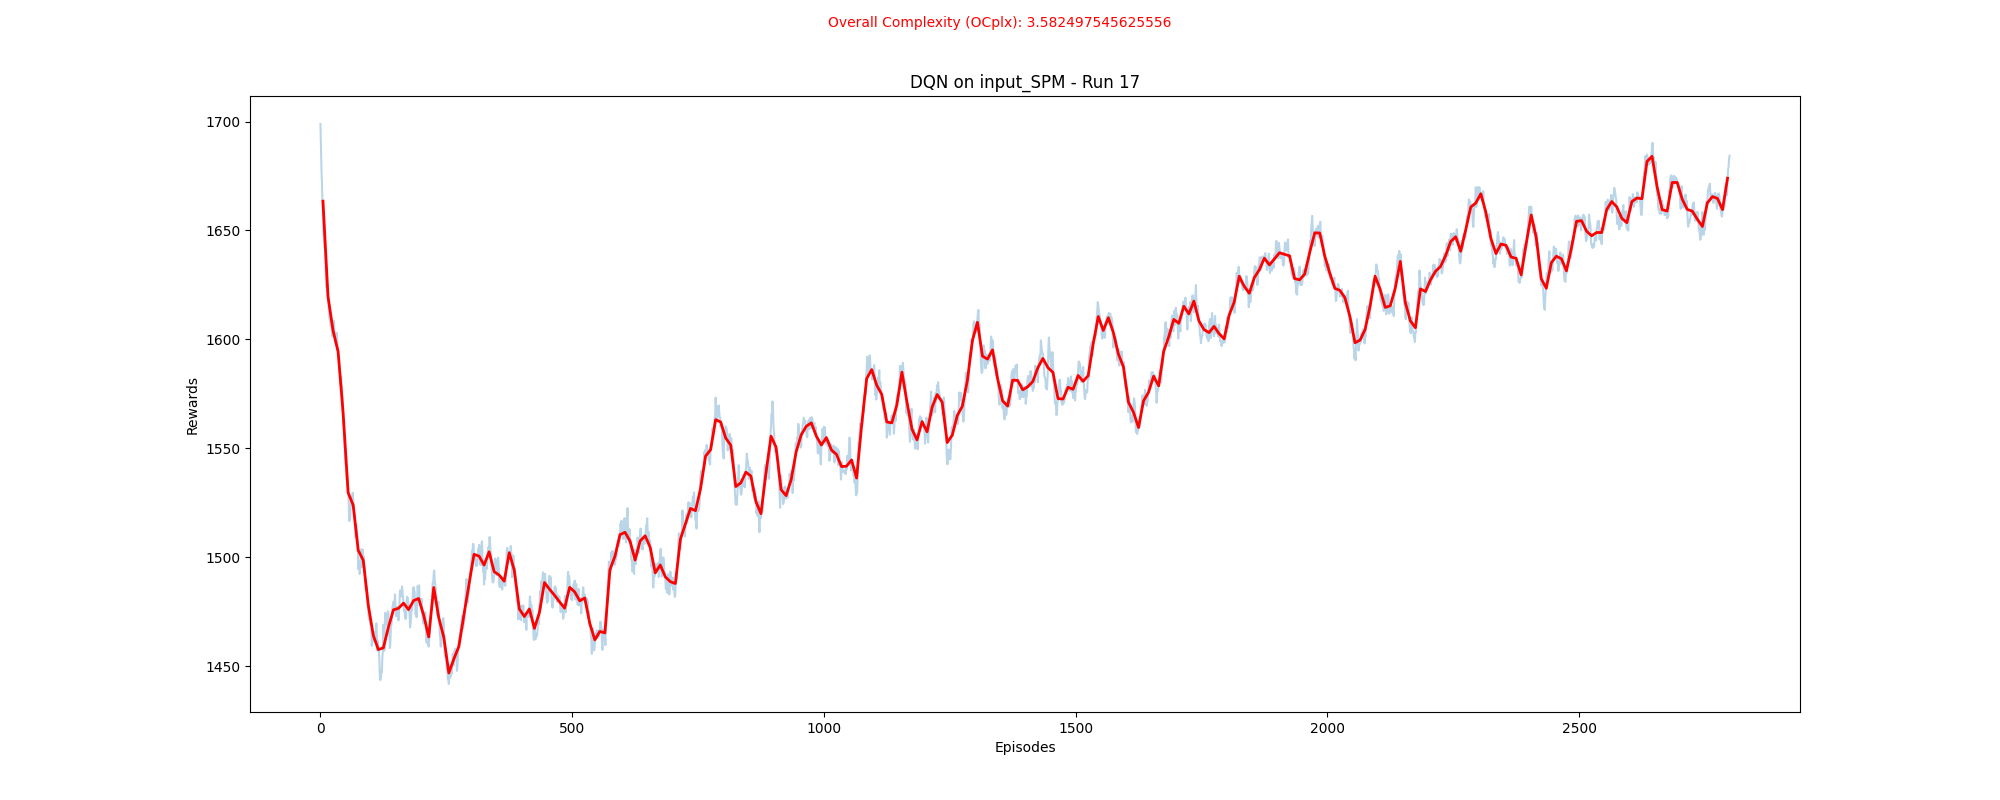 Overall Complexity (OCplx): 3.582497545625556
DQN on input_SPM - Run 17
1700
1650
1600
1550
1500
1450
Rewards
0 500 1000 1500 2000 2500
Episodes